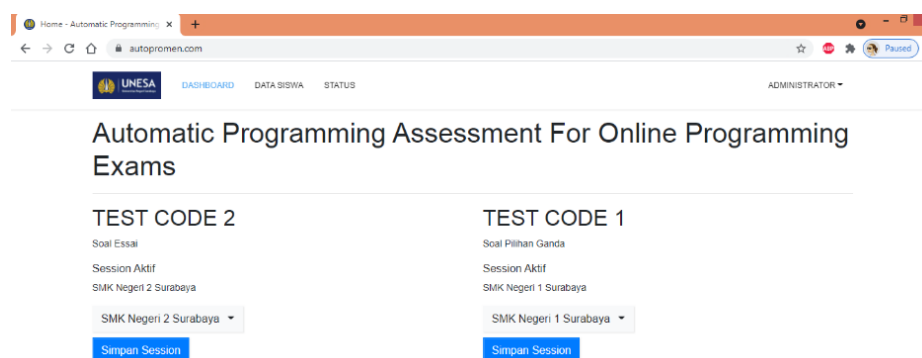 Home - Automatic Programming
autopromen.com
ABP
Paused
UNESA
DASHBOARD
DATA SISWA
STATUS
ADMINISTRATOR
Automatic Programming Assessment For Online Programming
Exams
TEST CODE 2
Soal Essai
Session Aktif
SMK Negeri 2 Surabaya
SMK Negeri 2 Surabaya
Simpan Session
TEST CODE 1
Soal Pilihan Ganda
Session Aktif
SMK Negeri 1 Surabaya
SMK Negeri 1 Surabaya
Simpan Session